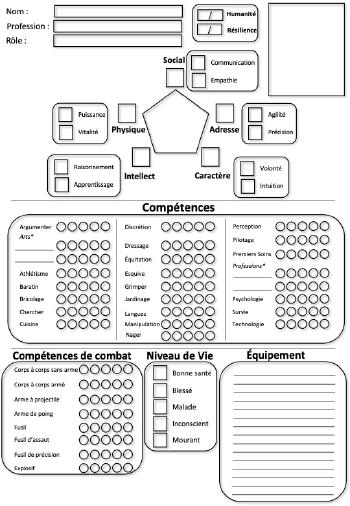 Nom :
Profession :
Rôle :
/ Humanité
/ Résilience
Social
Communication
Empathie
Puissance
Vitalité
Physique
Adresse
Agilité
Précision
Raisonnement
Apprentissage
Intellect
Caractère
Volonté
Intuition
Compétences
Argumenter
Arts*
Athlétisme
Baratin
Bricolage
Chercher
Cuisine
Discrétion
Dressage
Équitation
Esquive
Grimper
Jardinage
Langues
Manipulation
Nager
Perception
Pilotage
Premiers Soins
Professions*
Psychologie
Survie
Technologie
Compétences de combat
Corps à corps sans arme
Corps à corps armé
Arme à projectile
Arme de poing
Fusil
Fusil d'assaut
Fusil de précision
Explosif
Niveau de Vie
Bonne santé
Blessé
Malade
Inconscient
Mourant
Équipement